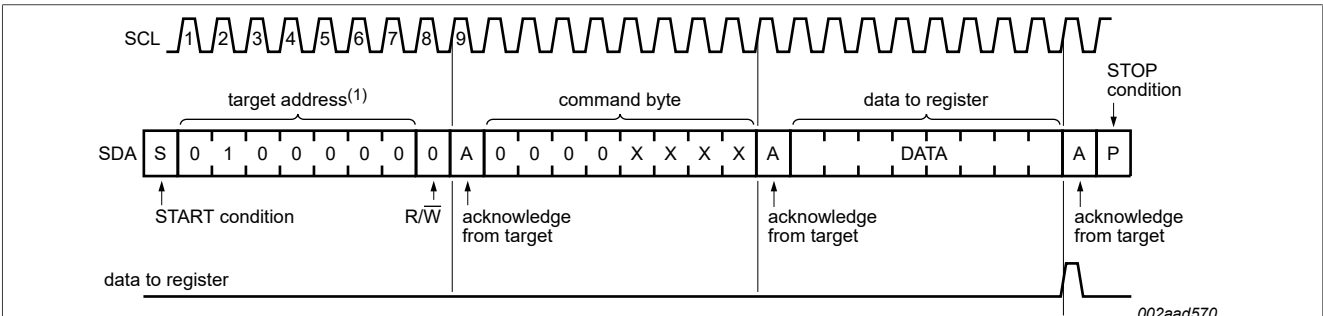 SCL 1 2 3 4 5 6 7 8 9
STOP
condition
target address(1) command byte data to register
SDA S 0 1 0 0 0 0 0 0 A 0 0 0 0 X X X X A DATA A P
START condition R/W acknowledge acknowledge acknowledge
from target from target from target
data to register
002aad570